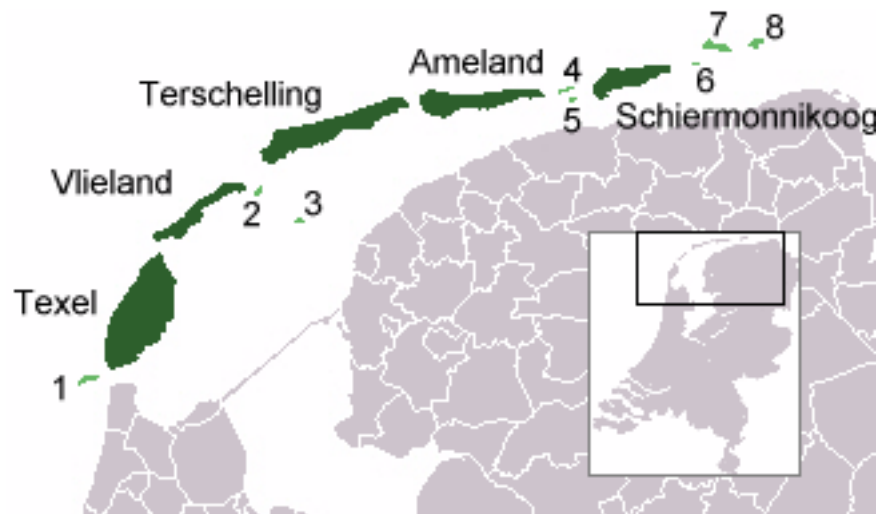 7 8
Ameland 4
Terschelling 6
5 Schiermonnikoog
Vlieland
2 3
Texel
1